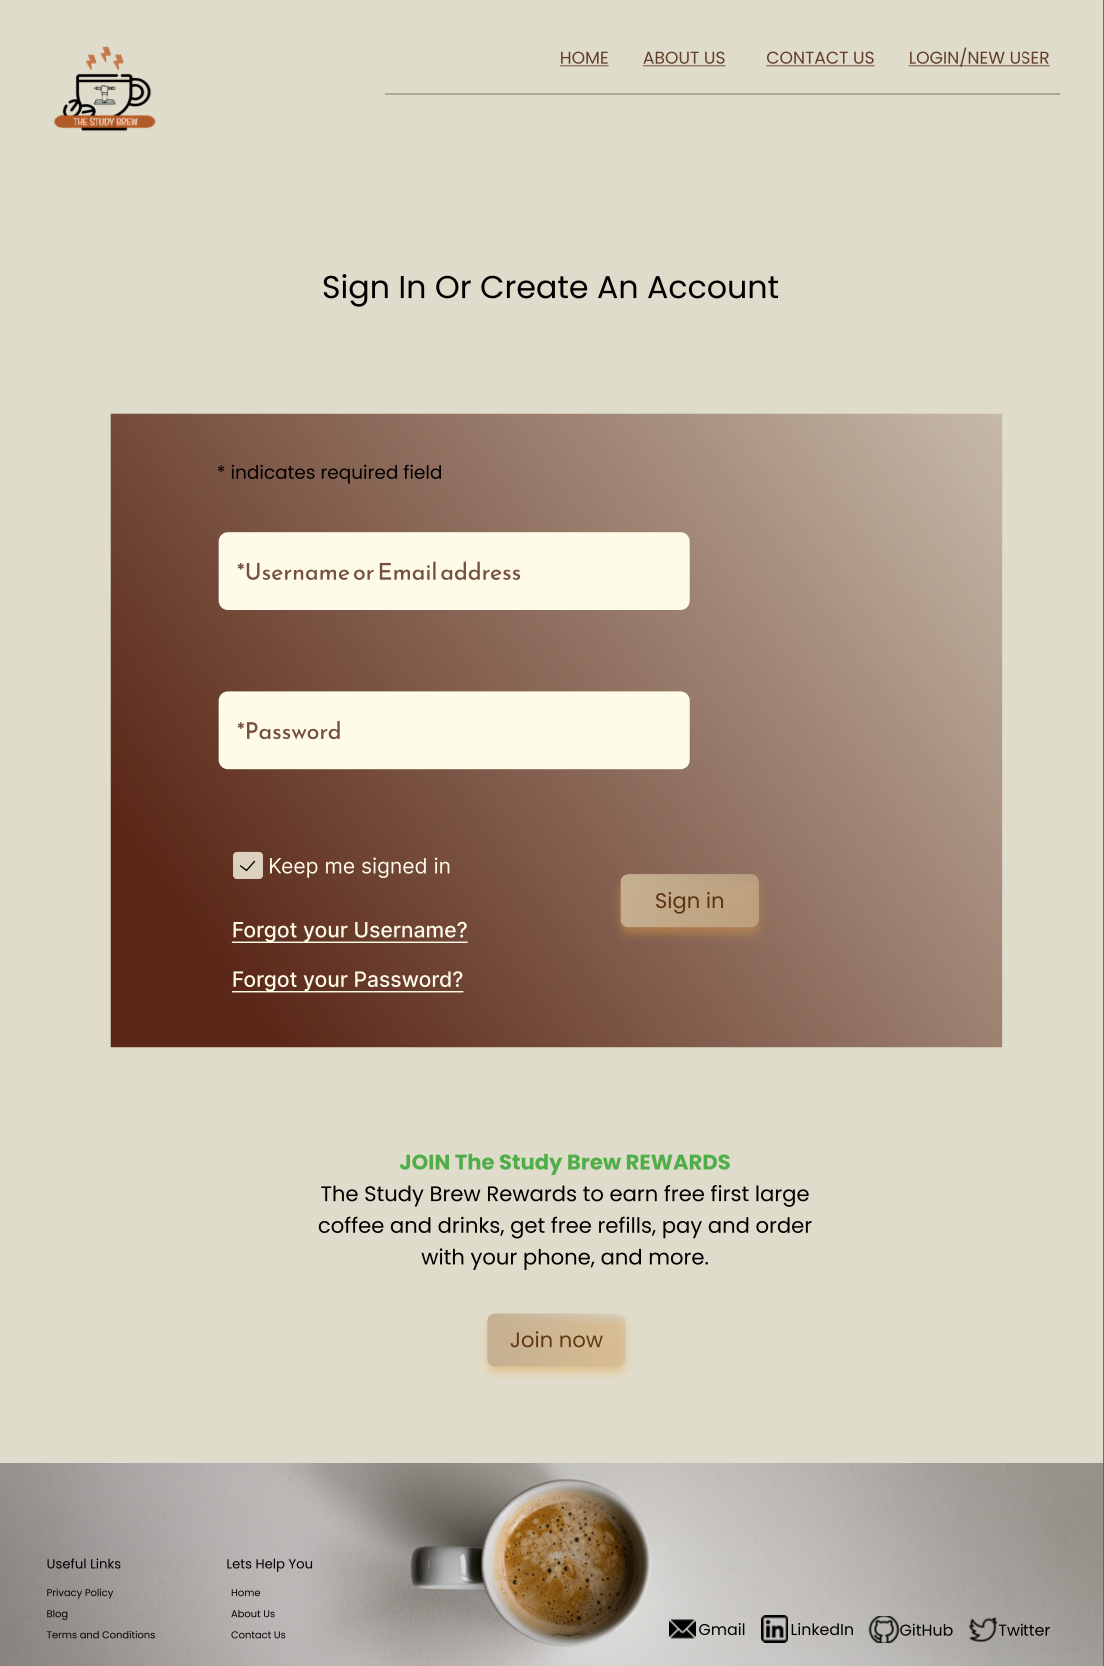 HOME ABOUT US CONTACT US LOGIN/NEW USER
THE STUDY BREW
Sign In Or Create An Account
* indicates required field
*Username or Email address
*Password
Keep me signed in
Sign in
Forgot your Username?
Forgot your Password?
JOIN The Study Brew REWARDS
The Study Brew Rewards to earn free first large
coffee and drinks, get free refills, pay and order
with your phone, and more.
Join now
Useful Links
Privacy Policy
Blog
Terms and Conditions
Lets Help You
Home
About Us
Contact Us
Gmail LinkedIn GitHub Twitter